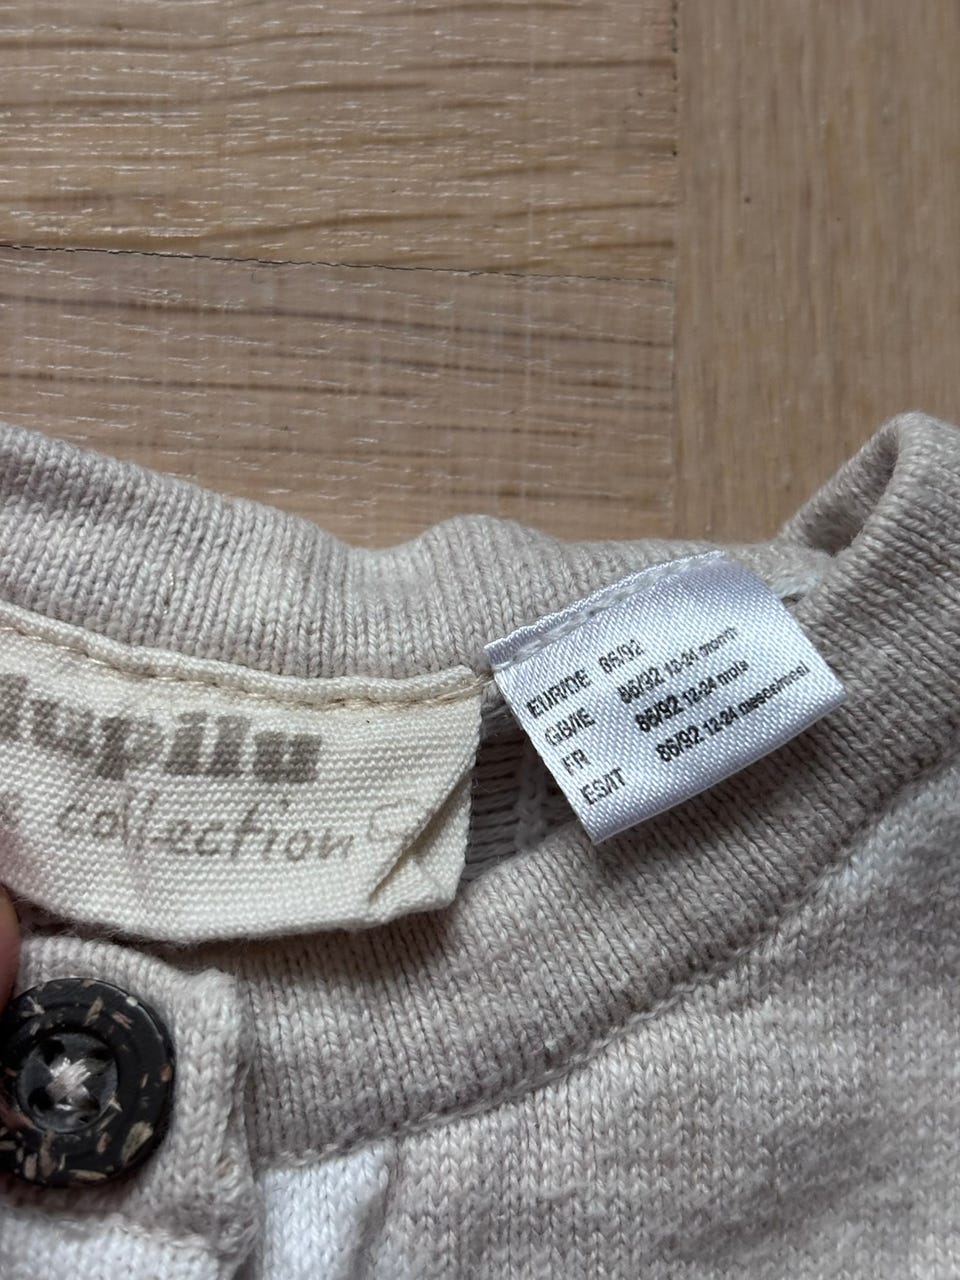 lupilu
collection
EUR/DE 86/92
GB/IE 86/92 12-24 month
FR 86/92 12-24 mois
ES/IT 86/92 12-24 meses/mesi